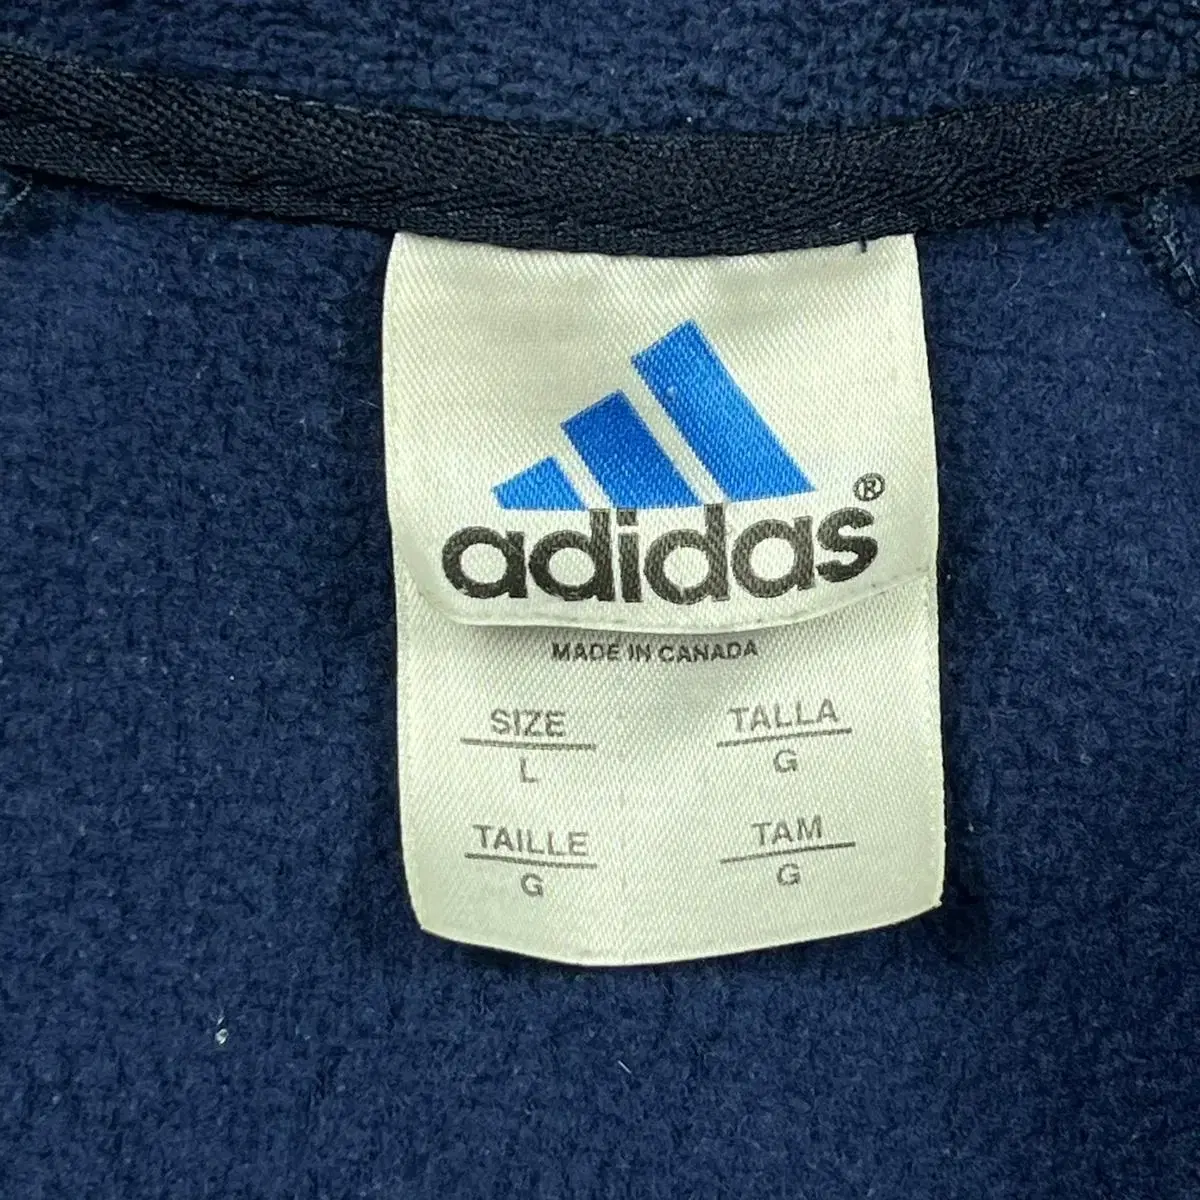 adidas®
MADE IN CANADA
SIZE TALLA
L G
TAILLE TAM
G G